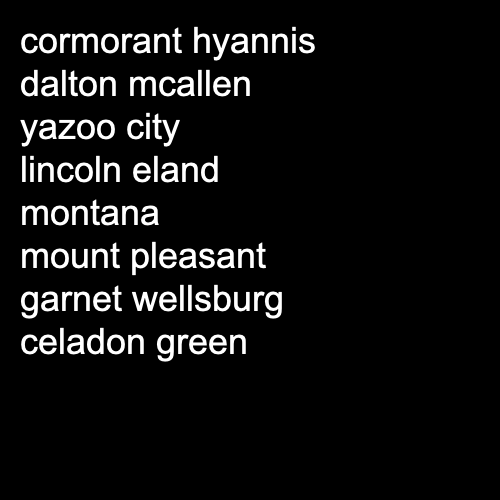 cormorant hyannis
dalton mcallen
yazoo city
lincoln eland
montana
mount pleasant
garnet wellsburg
celadon green